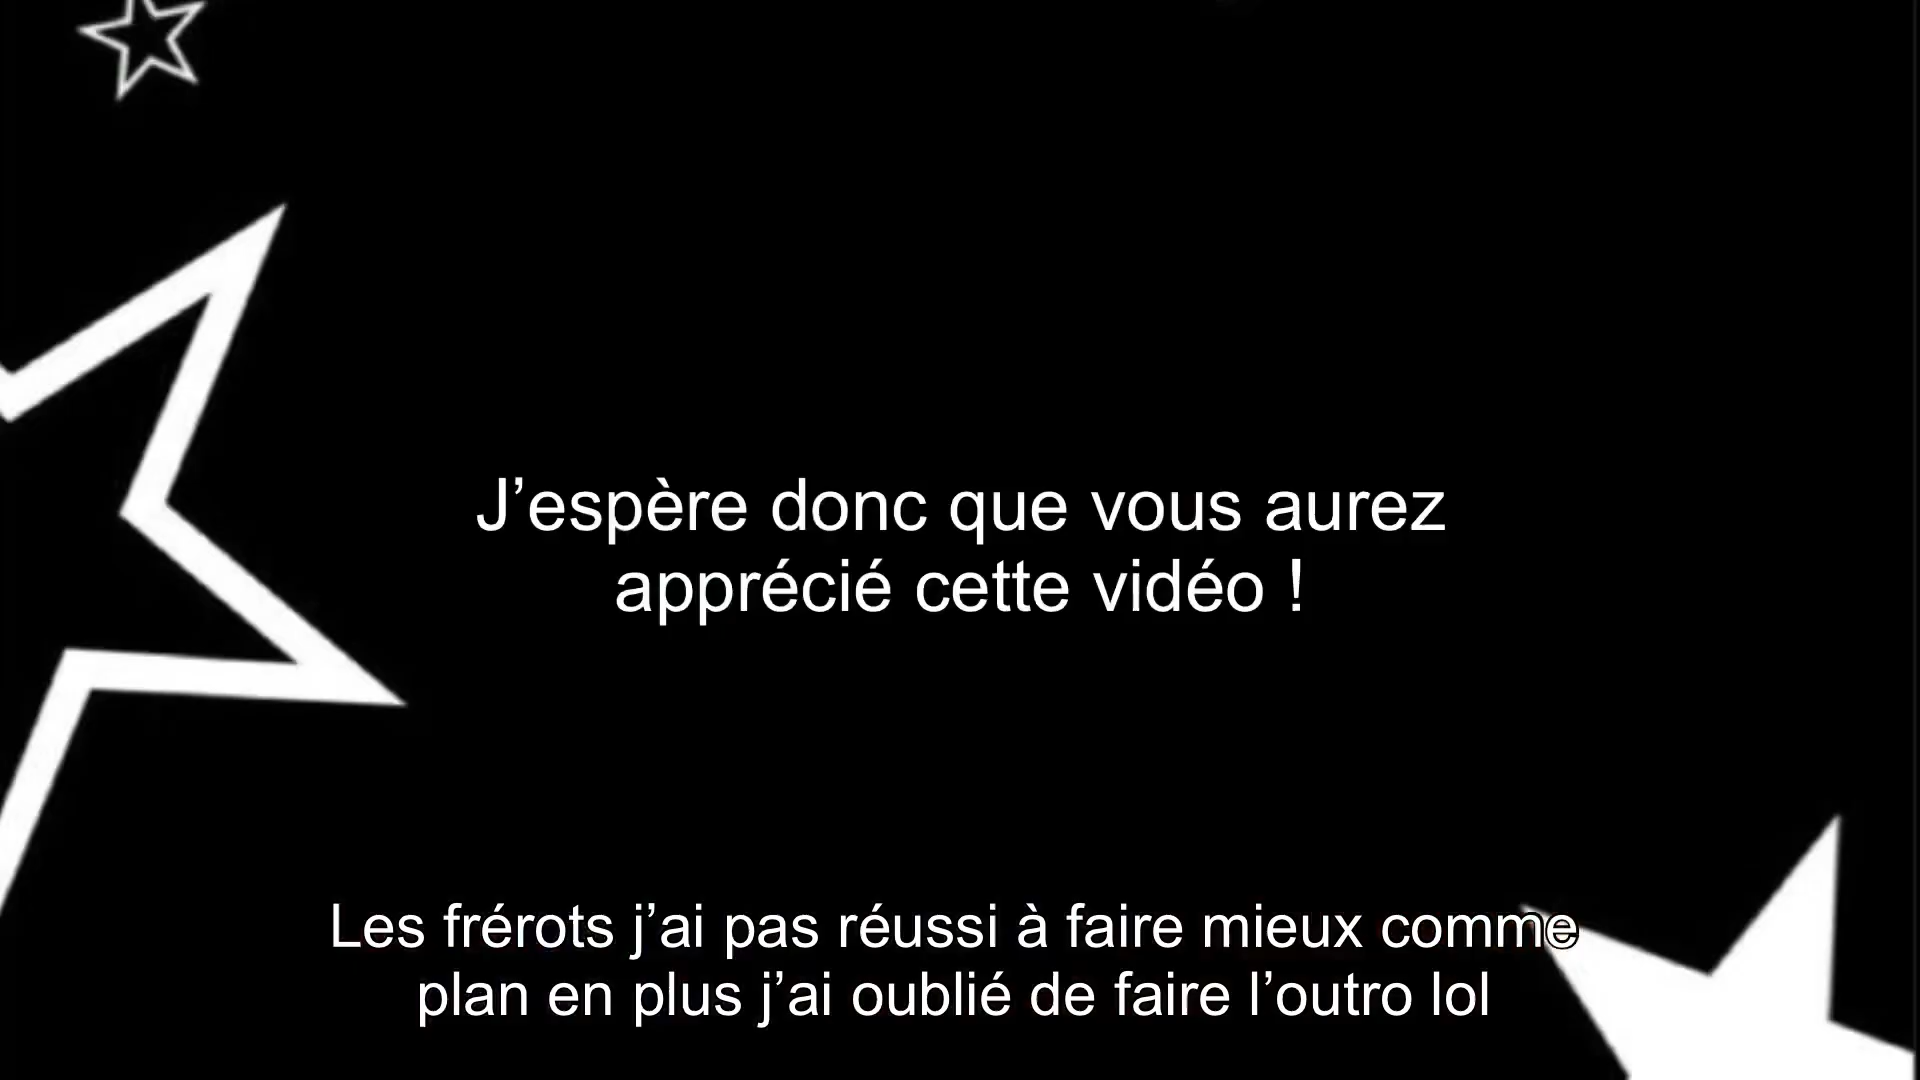 J’espère donc que vous aurez
apprécié cette vidéo !
Les frérots j’ai pas réussi à faire mieux comme
plan en plus j’ai oublié de faire l’outro lol